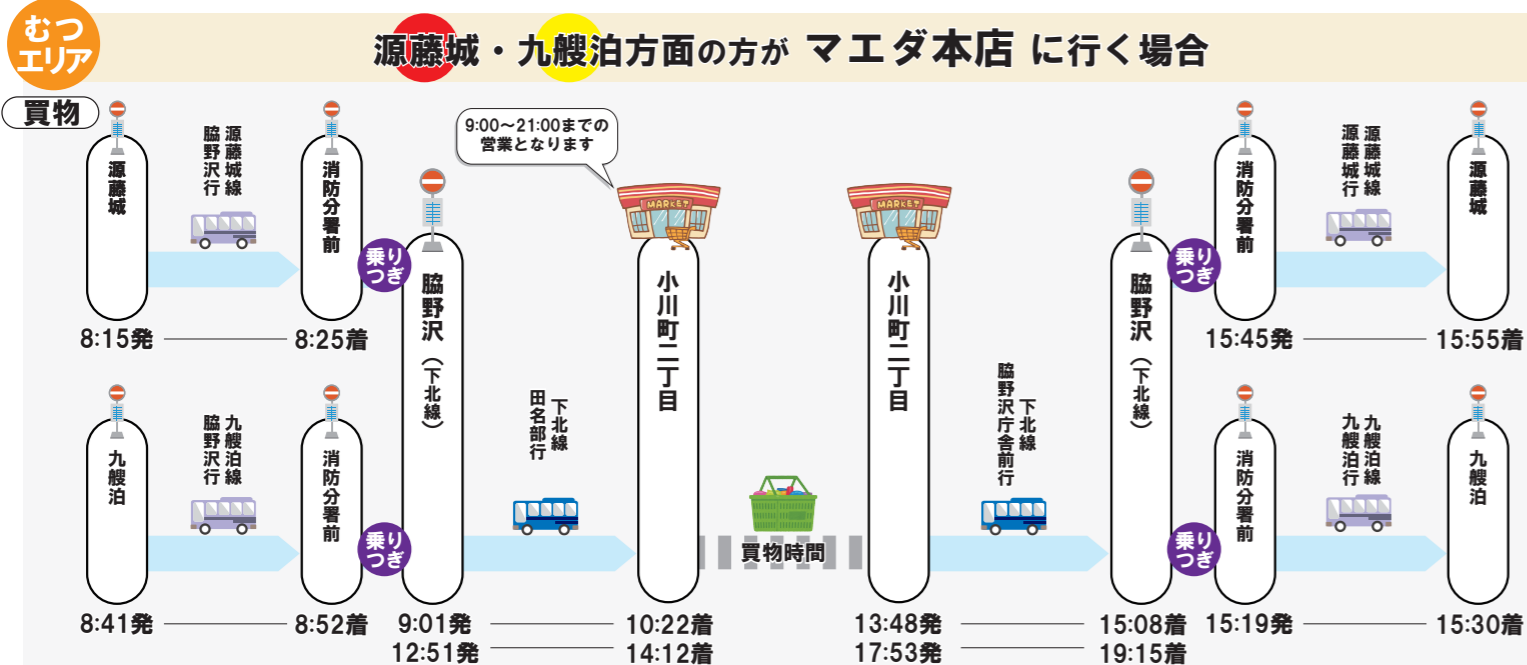 むつ
エリア
源藤城・九艘泊方面の方が マエダ本店 に行く場合
買物
源藤城
源藤城線
脇野沢行
消防分署前
8:15発
8:25着
九艘泊
九艘泊線
脇野沢行
消防分署前
8:41発
8:52着
乗り
つぎ
乗り
つぎ
脇野沢（下北線）
9:01発
12:51発
下北線
田名部行
9:00〜21:00までの
営業となります
MARKET
小川町二丁目
10:22着
14:12着
買物時間
MARKET
小川町二丁目
13:48発
17:53発
下北線
脇野沢庁舎前行
脇野沢（下北線）
15:08着
19:15着
乗り
つぎ
乗り
つぎ
消防分署前
源藤城線
源藤城行
源藤城
15:45発
15:55着
消防分署前
九艘泊線
九艘泊行
九艘泊
15:19発
15:30着